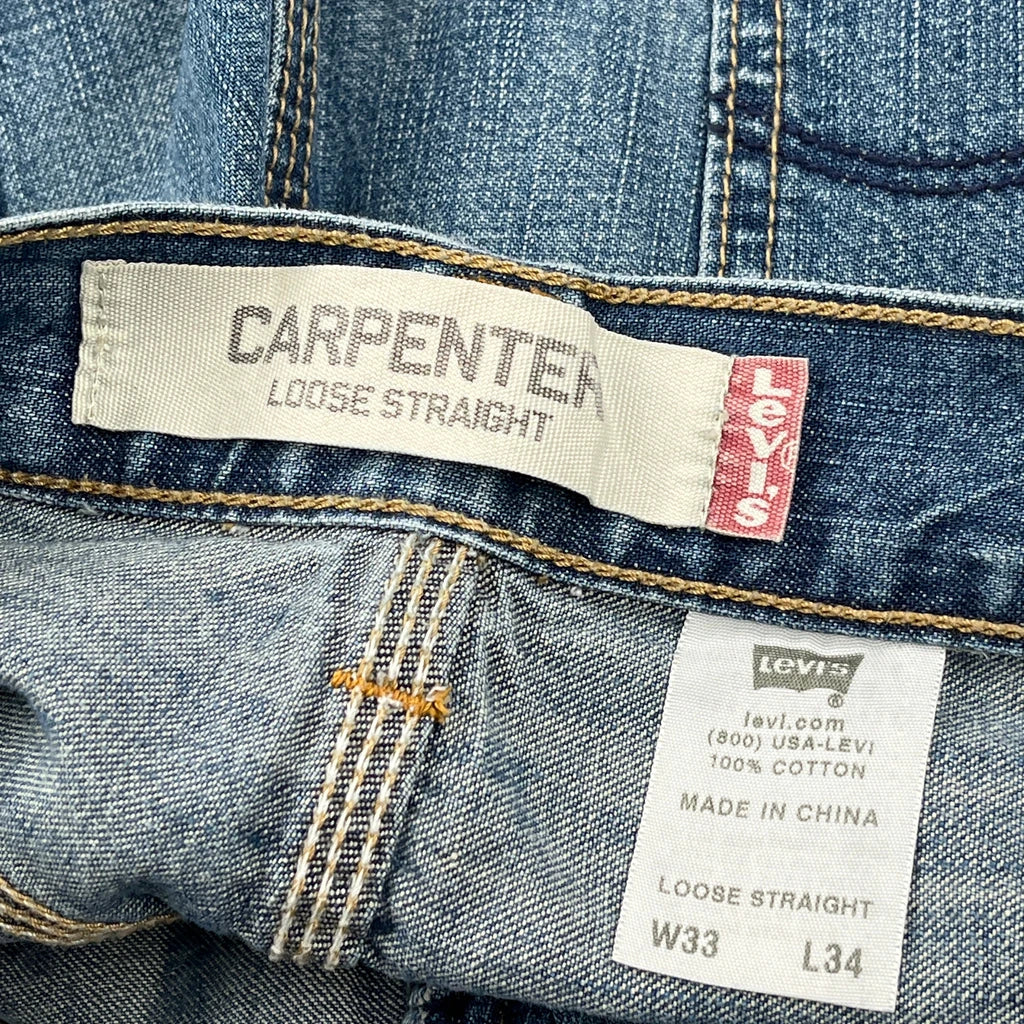 CARPENTER
LOOSE STRAIGHT
Levi's®
Levi's
®
levi.com
(800) USA-LEVI
100% COTTON
MADE IN CHINA
LOOSE STRAIGHT
W33 L34